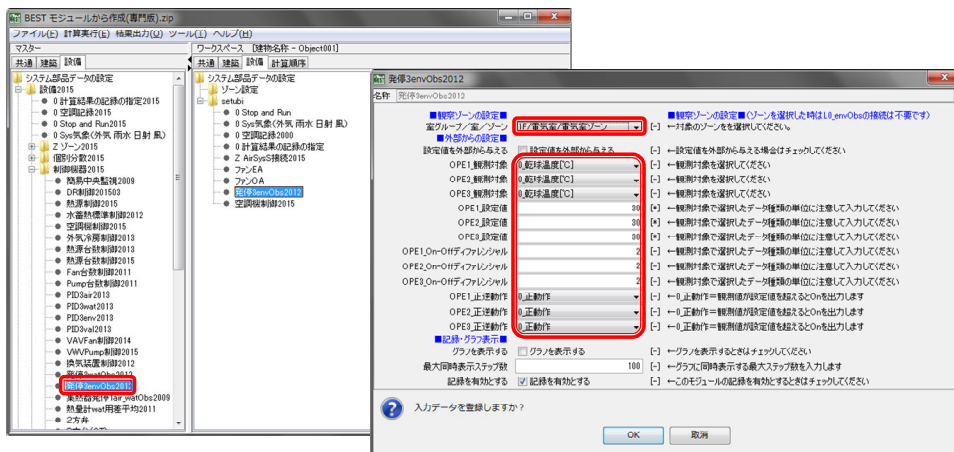 BEST モジュールから作成(専門版).zip
ファイル(F) 計算実行(E) 結果出力(O) ツール(T) ヘルプ(H)
マスター
共通 建築 設備
システム部品データの設定
設備2015
0 計算結果の記録の指定2015
0 空調記録2015
0 Stop and Run2015
0 Sys気象(外気 雨水 日射 風)
Z ゾーン2015
個別分散2015
制御機器2015
簡易中央監視2009
DR制御201503
熱源制御2015
水蓄熱標準制御2012
空調機制御2015
外気冷房制御2013
熱源台数制御2013
熱源台数制御2015
Fan台数制御2011
Pump台数制御2011
PID3air2013
PID3wat2013
PID3env2013
PID3val2013
VAVFan制御2014
VWVPump制御2015
換気装置制御2012
発停3watObs2012
発停3envObs2012
集熱器発停1air_watObs2009
熱量計wat用差平均2011
2方弁
ワークスペース [建物名称 - Object001]
共通 建築 設備 計算順序
システム部品データの設定
ゾーン設定
setubi
0 Stop and Run
0 Sys気象(外気 雨水 日射 風)
0 空調記録2000
0 計算結果の記録の指定
Z AirSysS接続2015
ファンEA
ファンOA
発停3envObs2012
空調機制御2015
発停3envObs2012
名称 発停3envObs2012
■観察ゾーンの設定■ ■観察ゾーンの設定■(ゾーンを選択した時はL0_envObsの接続は不要です)
室グループ/室/ゾーン 1F/電気室/電気室ゾーン [-] ←対象のゾーンを選択してください。
■外部からの設定■
設定値を外部から与える 設定値を外部から与える [-] ←設定値を外部から与える場合はチェックしてください
OPE1_観測対象 0_乾球温度[℃] [-] ←観測対象を選択してください
OPE2_観測対象 0_乾球温度[℃] [-] ←観測対象を選択してください
OPE3_観測対象 0_乾球温度[℃] [-] ←観測対象を選択してください
OPE1_設定値 30 [*] ←観測対象で選択したデータ種類の単位に注意して入力してください
OPE2_設定値 30 [*] ←観測対象で選択したデータ種類の単位に注意して入力してください
OPE3_設定値 30 [*] ←観測対象で選択したデータ種類の単位に注意して入力してください
OPE1_On-Offディファレンシャル 2 [-] ←観測対象で選択したデータ種類の単位に注意して入力してください
OPE2_On-Offディファレンシャル 2 [-] ←観測対象で選択したデータ種類の単位に注意して入力してください
OPE3_On-Offディファレンシャル 2 [-] ←観測対象で選択したデータ種類の単位に注意して入力してください
OPE1_正逆動作 0_正動作 [-] ←0_正動作=観測値が設定値を超えるとOnを出力します
OPE2_正逆動作 0_正動作 [-] ←0_正動作=観測値が設定値を超えるとOnを出力します
OPE3_正逆動作 0_正動作 [-] ←0_正動作=観測値が設定値を超えるとOnを出力します
■記録・グラフ表示■
グラフを表示する グラフを表示する [-] ←グラフを表示するときはチェックしてください
最大同時表示ステップ数 100 [-] ←グラフに同時表示する最大ステップ数を入力します
記録を有効とする 記録を有効とする [-] ←このモジュールの記録を有効とするときはチェックしてください
入力データを登録しますか?
OK 取消